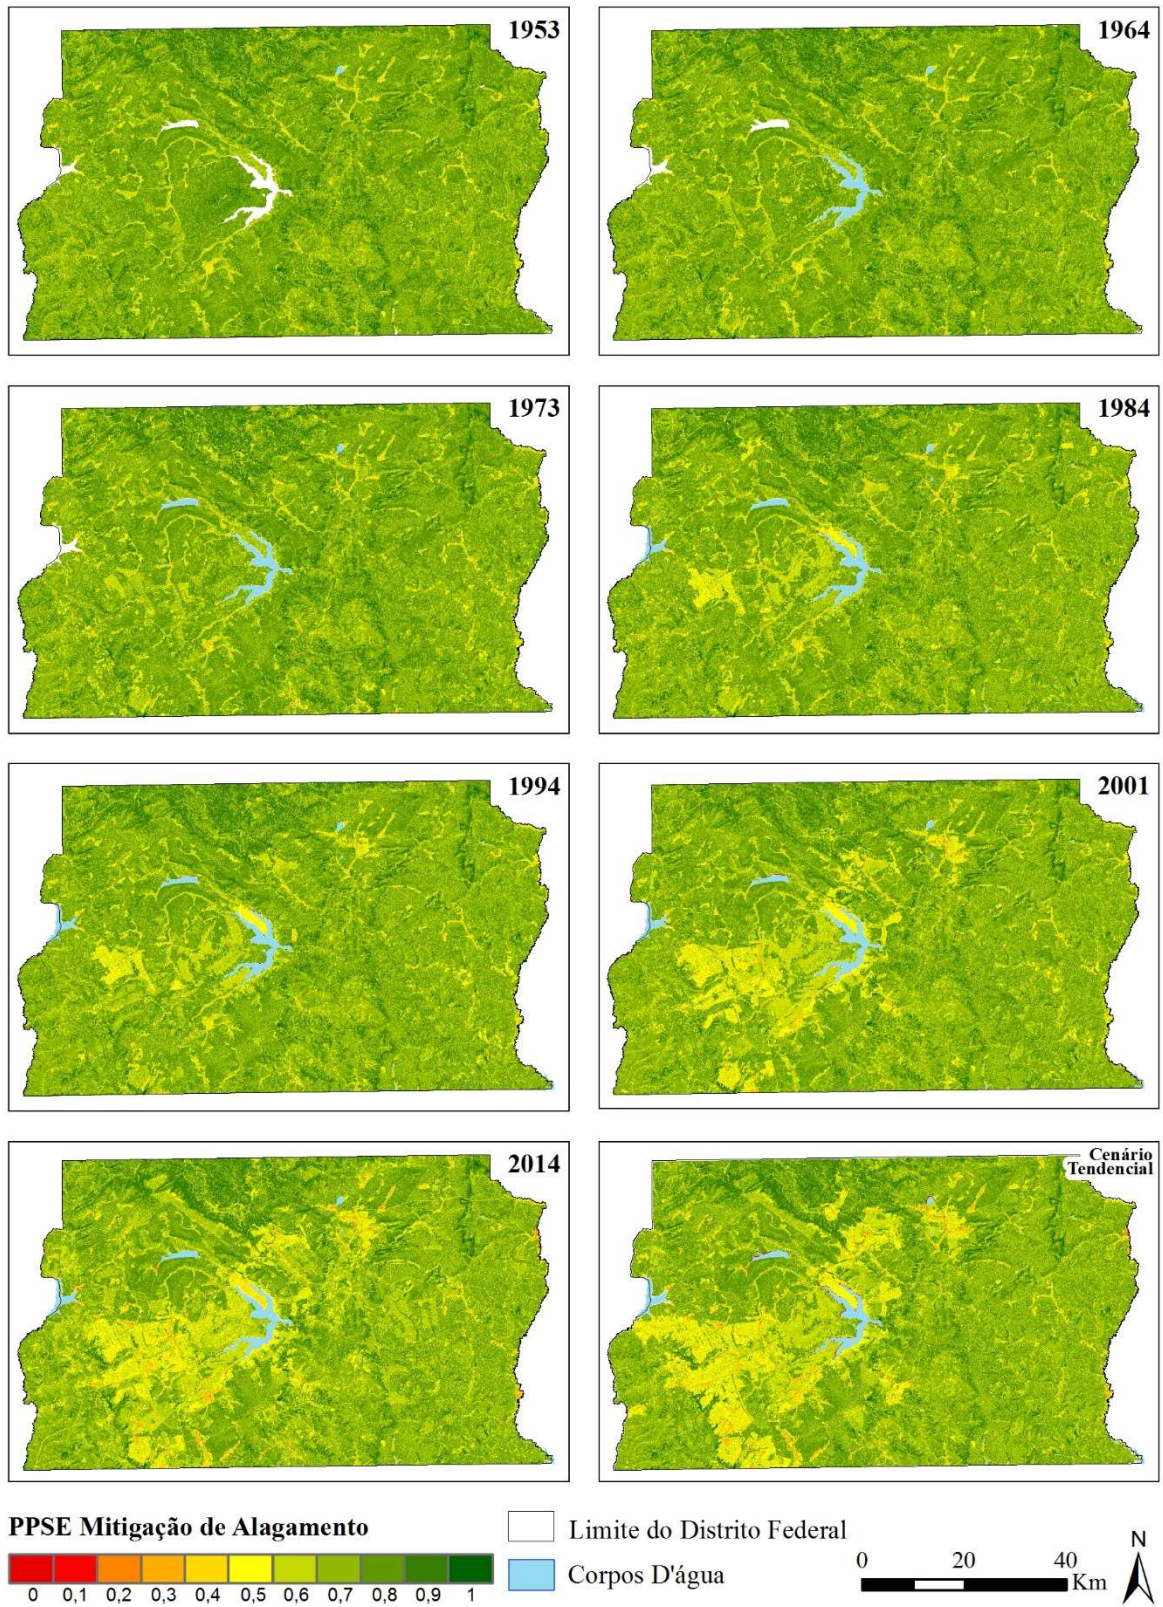 1953
1964
1973
1984
1994
2001
2014
Cenário
Tendencial
PPSE Mitigação de Alagamento
0 0,1 0,2 0,3 0,4 0,5 0,6 0,7 0,8 0,9 1
Limite do Distrito Federal
Corpos D'água
0 20 40
Km
N